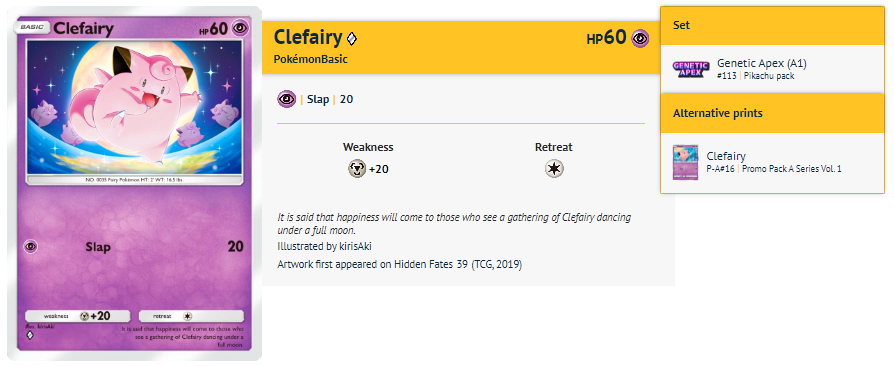 BASIC Clefairy HP60
NO. 0035 Fairy Pokémon HT: 2' WT: 16.5 lbs.
Slap 20
weakness +20 retreat
Illus. kirisAki
It is said that happiness will come to those who
see a gathering of Clefairy dancing under a
full moon.
Clefairy HP60
PokémonBasic
| Slap | 20
Weakness Retreat
+20
It is said that happiness will come to those who see a gathering of Clefairy dancing
under a full moon.
Illustrated by kirisAki
Artwork first appeared on Hidden Fates 39 (TCG, 2019)
Set
GENETIC
APEX
Genetic Apex (A1)
#113 | Pikachu pack
Alternative prints
Clefairy
P-A#16 | Promo Pack A Series Vol. 1